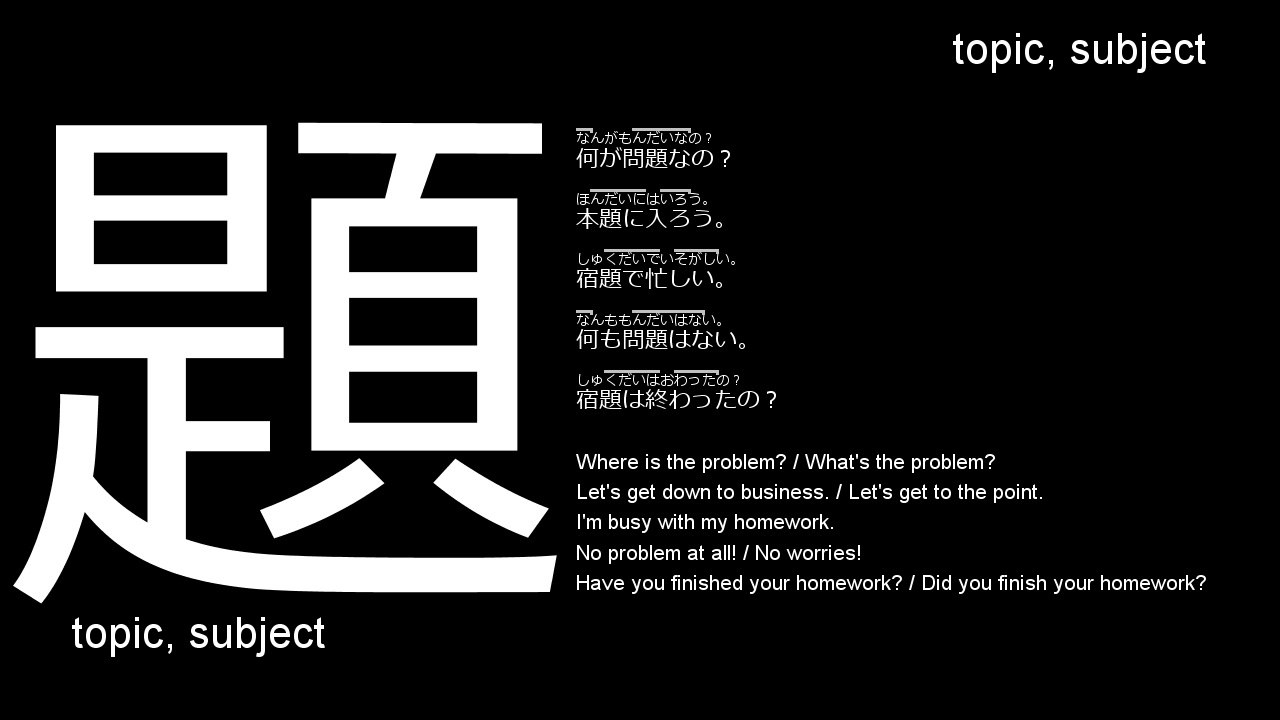 topic, subject
題
なんがもんだいなの？
何が問題なの？
ほんだいにはいろう。
本題に入ろう。
しゅくだいでいそがしい。
宿題で忙しい。
なんももんだいはない。
何も問題はない。
しゅくだいはおわったの？
宿題は終わったの？
Where is the problem? / What's the problem?
Let's get down to business. / Let's get to the point.
I'm busy with my homework.
No problem at all! / No worries!
Have you finished your homework? / Did you finish your homework?
topic, subject